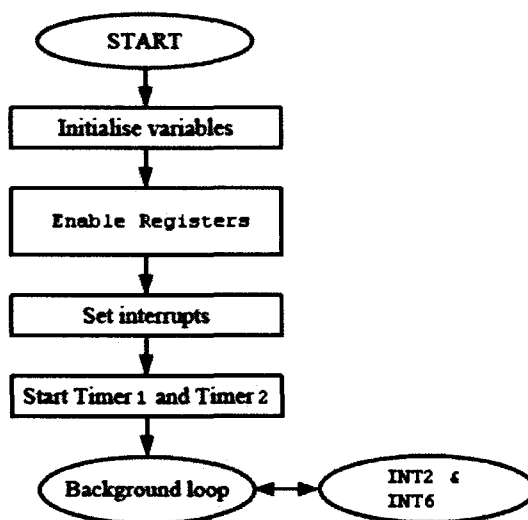 START
Initialise variables
Enable Registers
Set interrupts
Start Timer 1 and Timer 2
Background loop
INT2 &
INT6